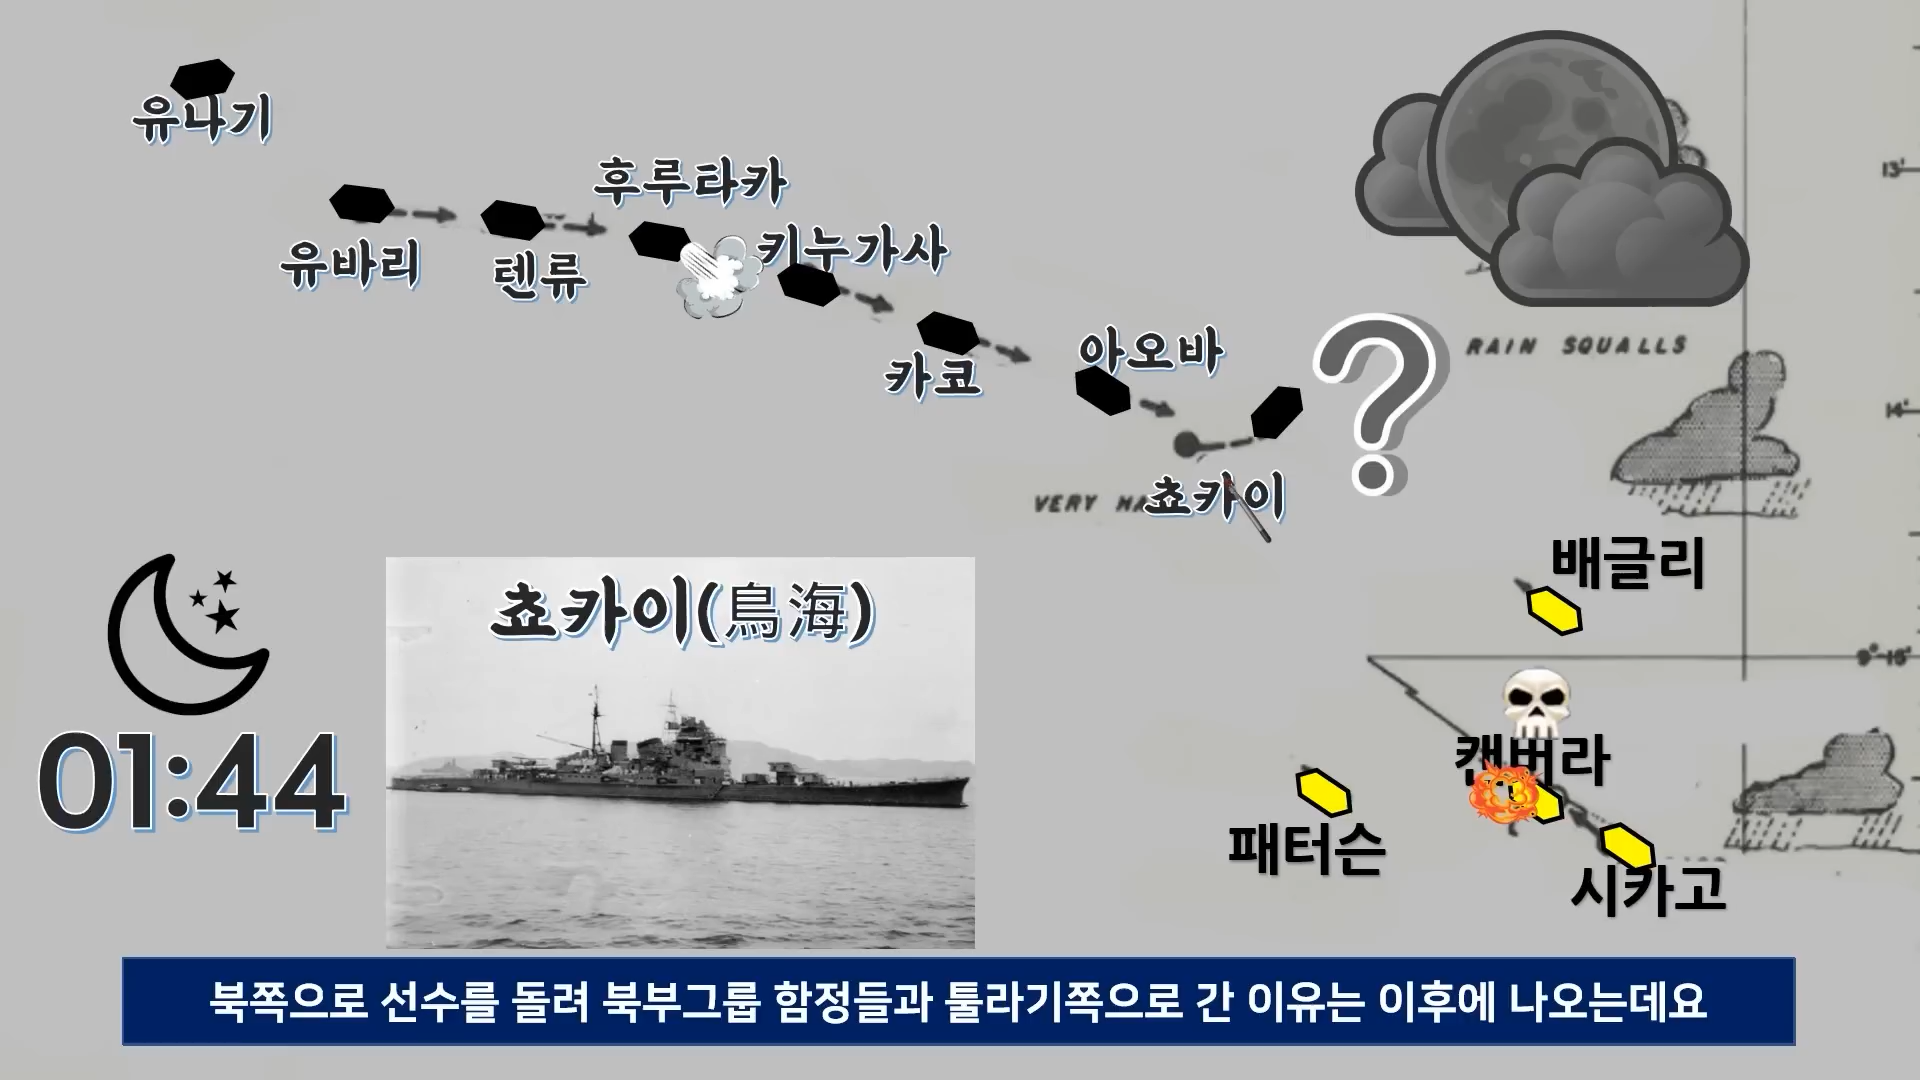 유나기
후루타카
키누가사
유바리
텐류
아오바
카코
RAIN SQUALLS
13'
14'
VERY
쵸카이
배글리
쵸카이(鳥海)
9°-15'
01:44
캔버라
패터슨
시카고
북쪽으로 선수를 돌려 북부그룹 함정들과 툴라기쪽으로 간 이유는 이후에 나오는데요